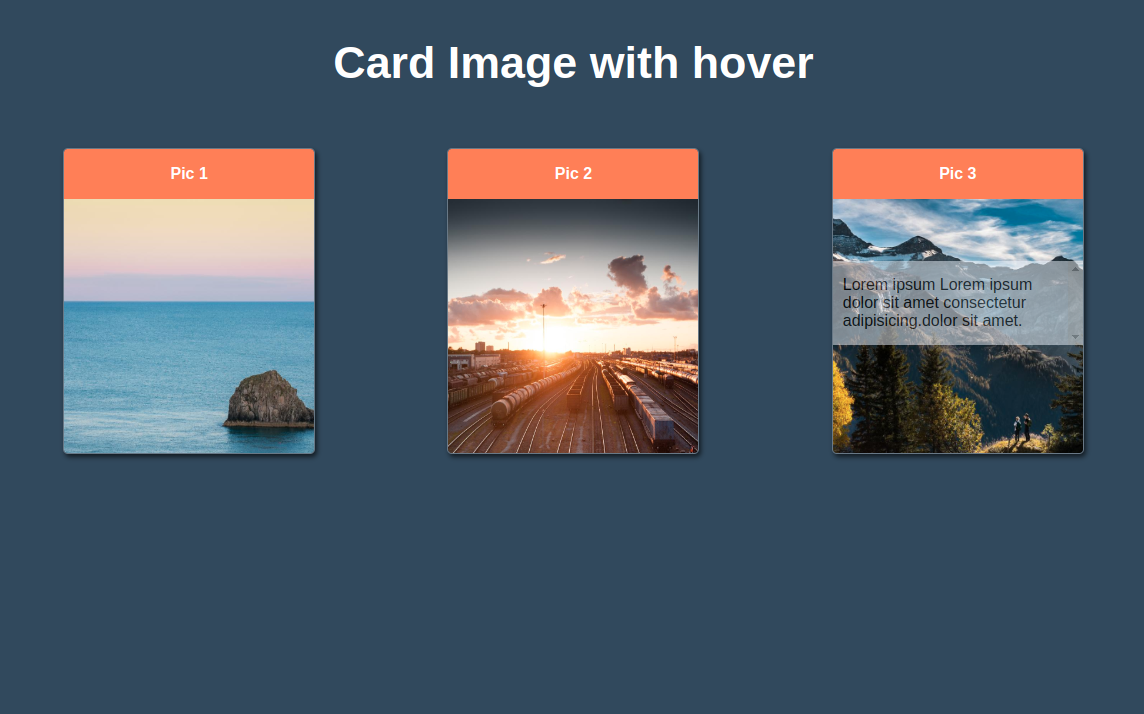 Card Image with hover
Pic 1
Pic 2
Pic 3
Lorem ipsum Lorem ipsum
dolor sit amet consectetur
adipisicing.dolor sit amet.